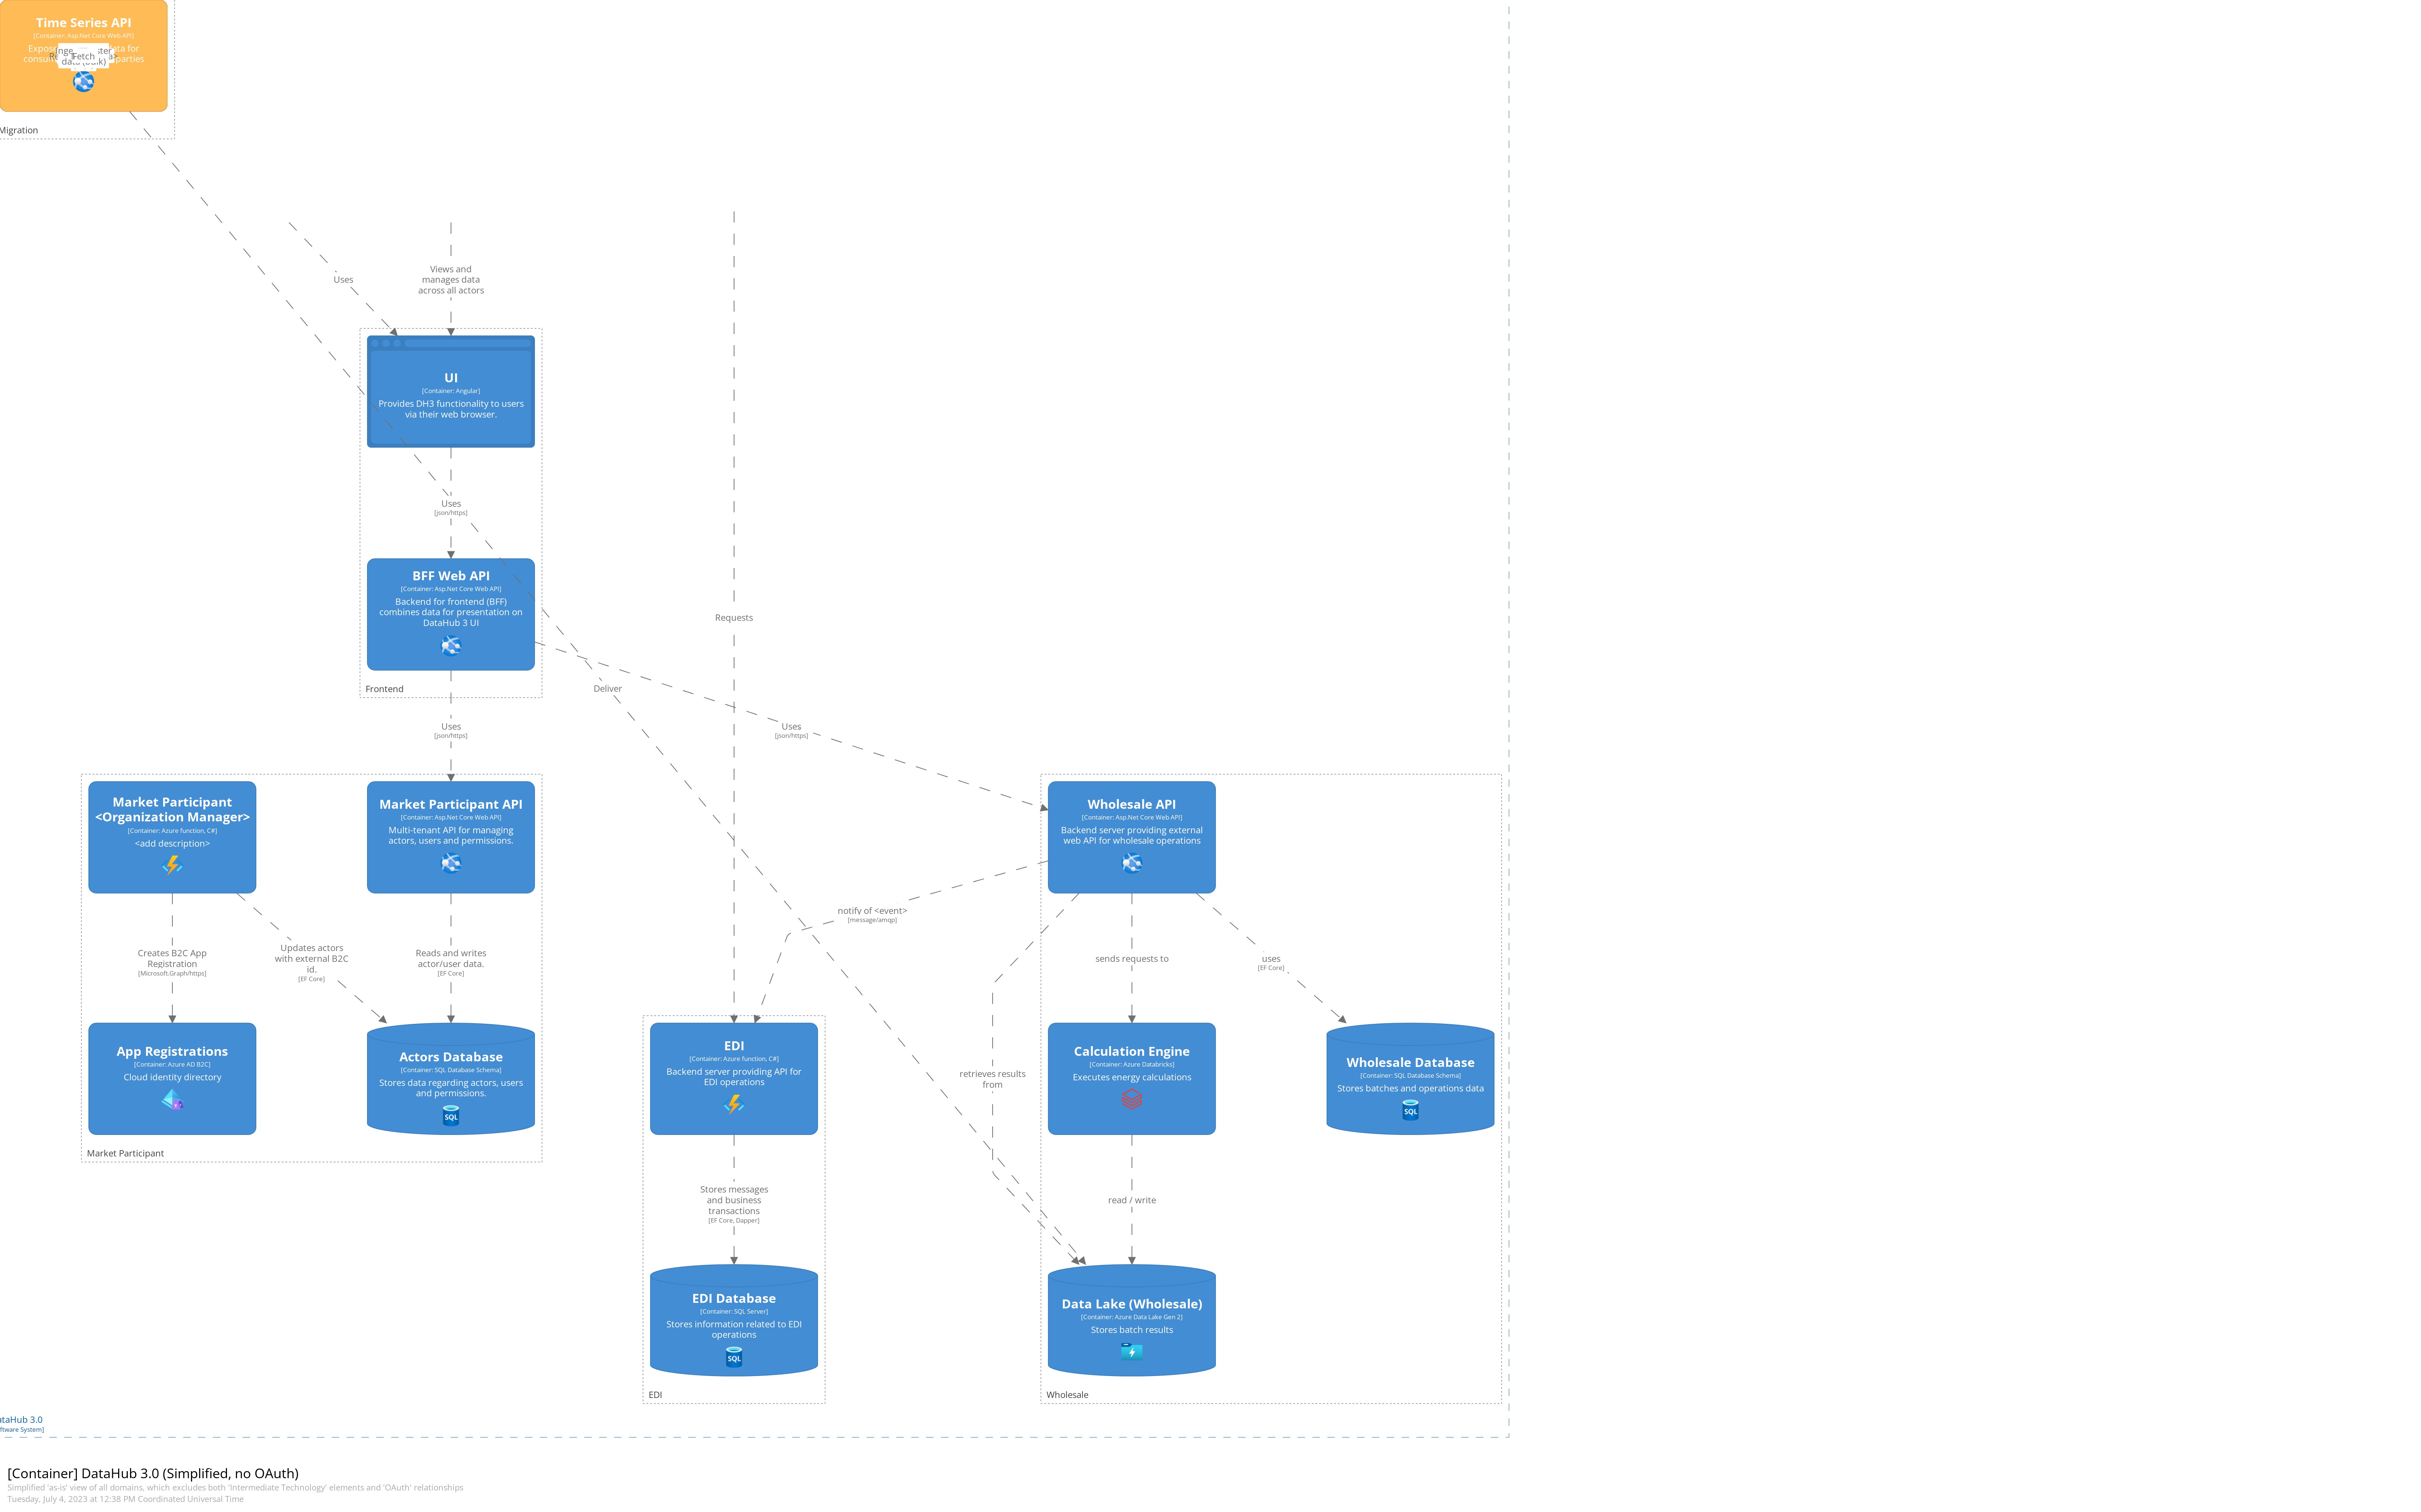 Time Series API
[Container: Asp.Net Core Web API]
data for
parties
Fetch
Migration
Uses
Views and
manages data
across all actors
UI
[Container: Angular]
Provides DH3 functionality to users
via their web browser.
Uses
[json/https]
BFF Web API
[Container: Asp.Net Core Web API]
Backend for frontend (BFF)
combines data for presentation on
DataHub 3 UI
Frontend
Requests
Deliver
Uses
[json/https]
Uses
[json/https]
Market Participant
<Organization Manager>
[Container: Azure function, C#]
<add description>
Market Participant API
[Container: Asp.Net Core Web API]
Multi-tenant API for managing
actors, users and permissions.
Wholesale API
[Container: Asp.Net Core Web API]
Backend server providing external
web API for wholesale operations
notify of <event>
[message/amqp]
Creates B2C App
Registration
[Microsoft.Graph/https]
Updates actors
with external B2C
id.
[EF Core]
Reads and writes
actor/user data.
[EF Core]
sends requests to
uses
[EF Core]
App Registrations
[Container: Azure AD B2C]
Cloud identity directory
Actors Database
[Container: SQL Database Schema]
Stores data regarding actors, users
and permissions.
SQL
Market Participant
EDI
[Container: Azure function, C#]
Backend server providing API for
EDI operations
retrieves results
from
Calculation Engine
[Container: Azure Databricks]
Executes energy calculations
Wholesale Database
[Container: SQL Database Schema]
Stores batches and operations data
SQL
Stores messages
and business
transactions
[EF Core, Dapper]
read / write
EDI Database
[Container: SQL Server]
Stores information related to EDI
operations
SQL
EDI
Data Lake (Wholesale)
[Container: Azure Data Lake Gen 2]
Stores batch results
Wholesale
ataHub 3.0
ftware System]
[Container] DataHub 3.0 (Simplified, no OAuth)
Simplified 'as-is' view of all domains, which excludes both 'Intermediate Technology' elements and 'OAuth' relationships
Tuesday, July 4, 2023 at 12:38 PM Coordinated Universal Time